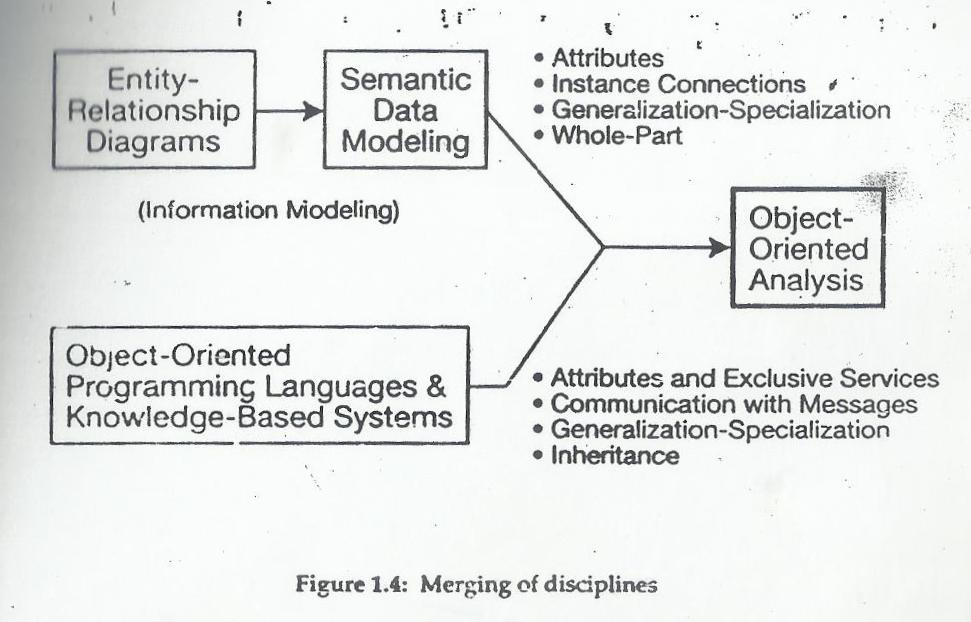 Entity-
Relationship
Diagrams
Semantic
Data
Modeling
• Attributes
• Instance Connections
• Generalization-Specialization
• Whole-Part
(Information Modeling)
Object-
Oriented
Analysis
Object-Oriented
Programming Languages &
Knowledge-Based Systems
• Attributes and Exclusive Services
• Communication with Messages
• Generalization-Specialization
• Inheritance
Figure 1.4: Merging of disciplines